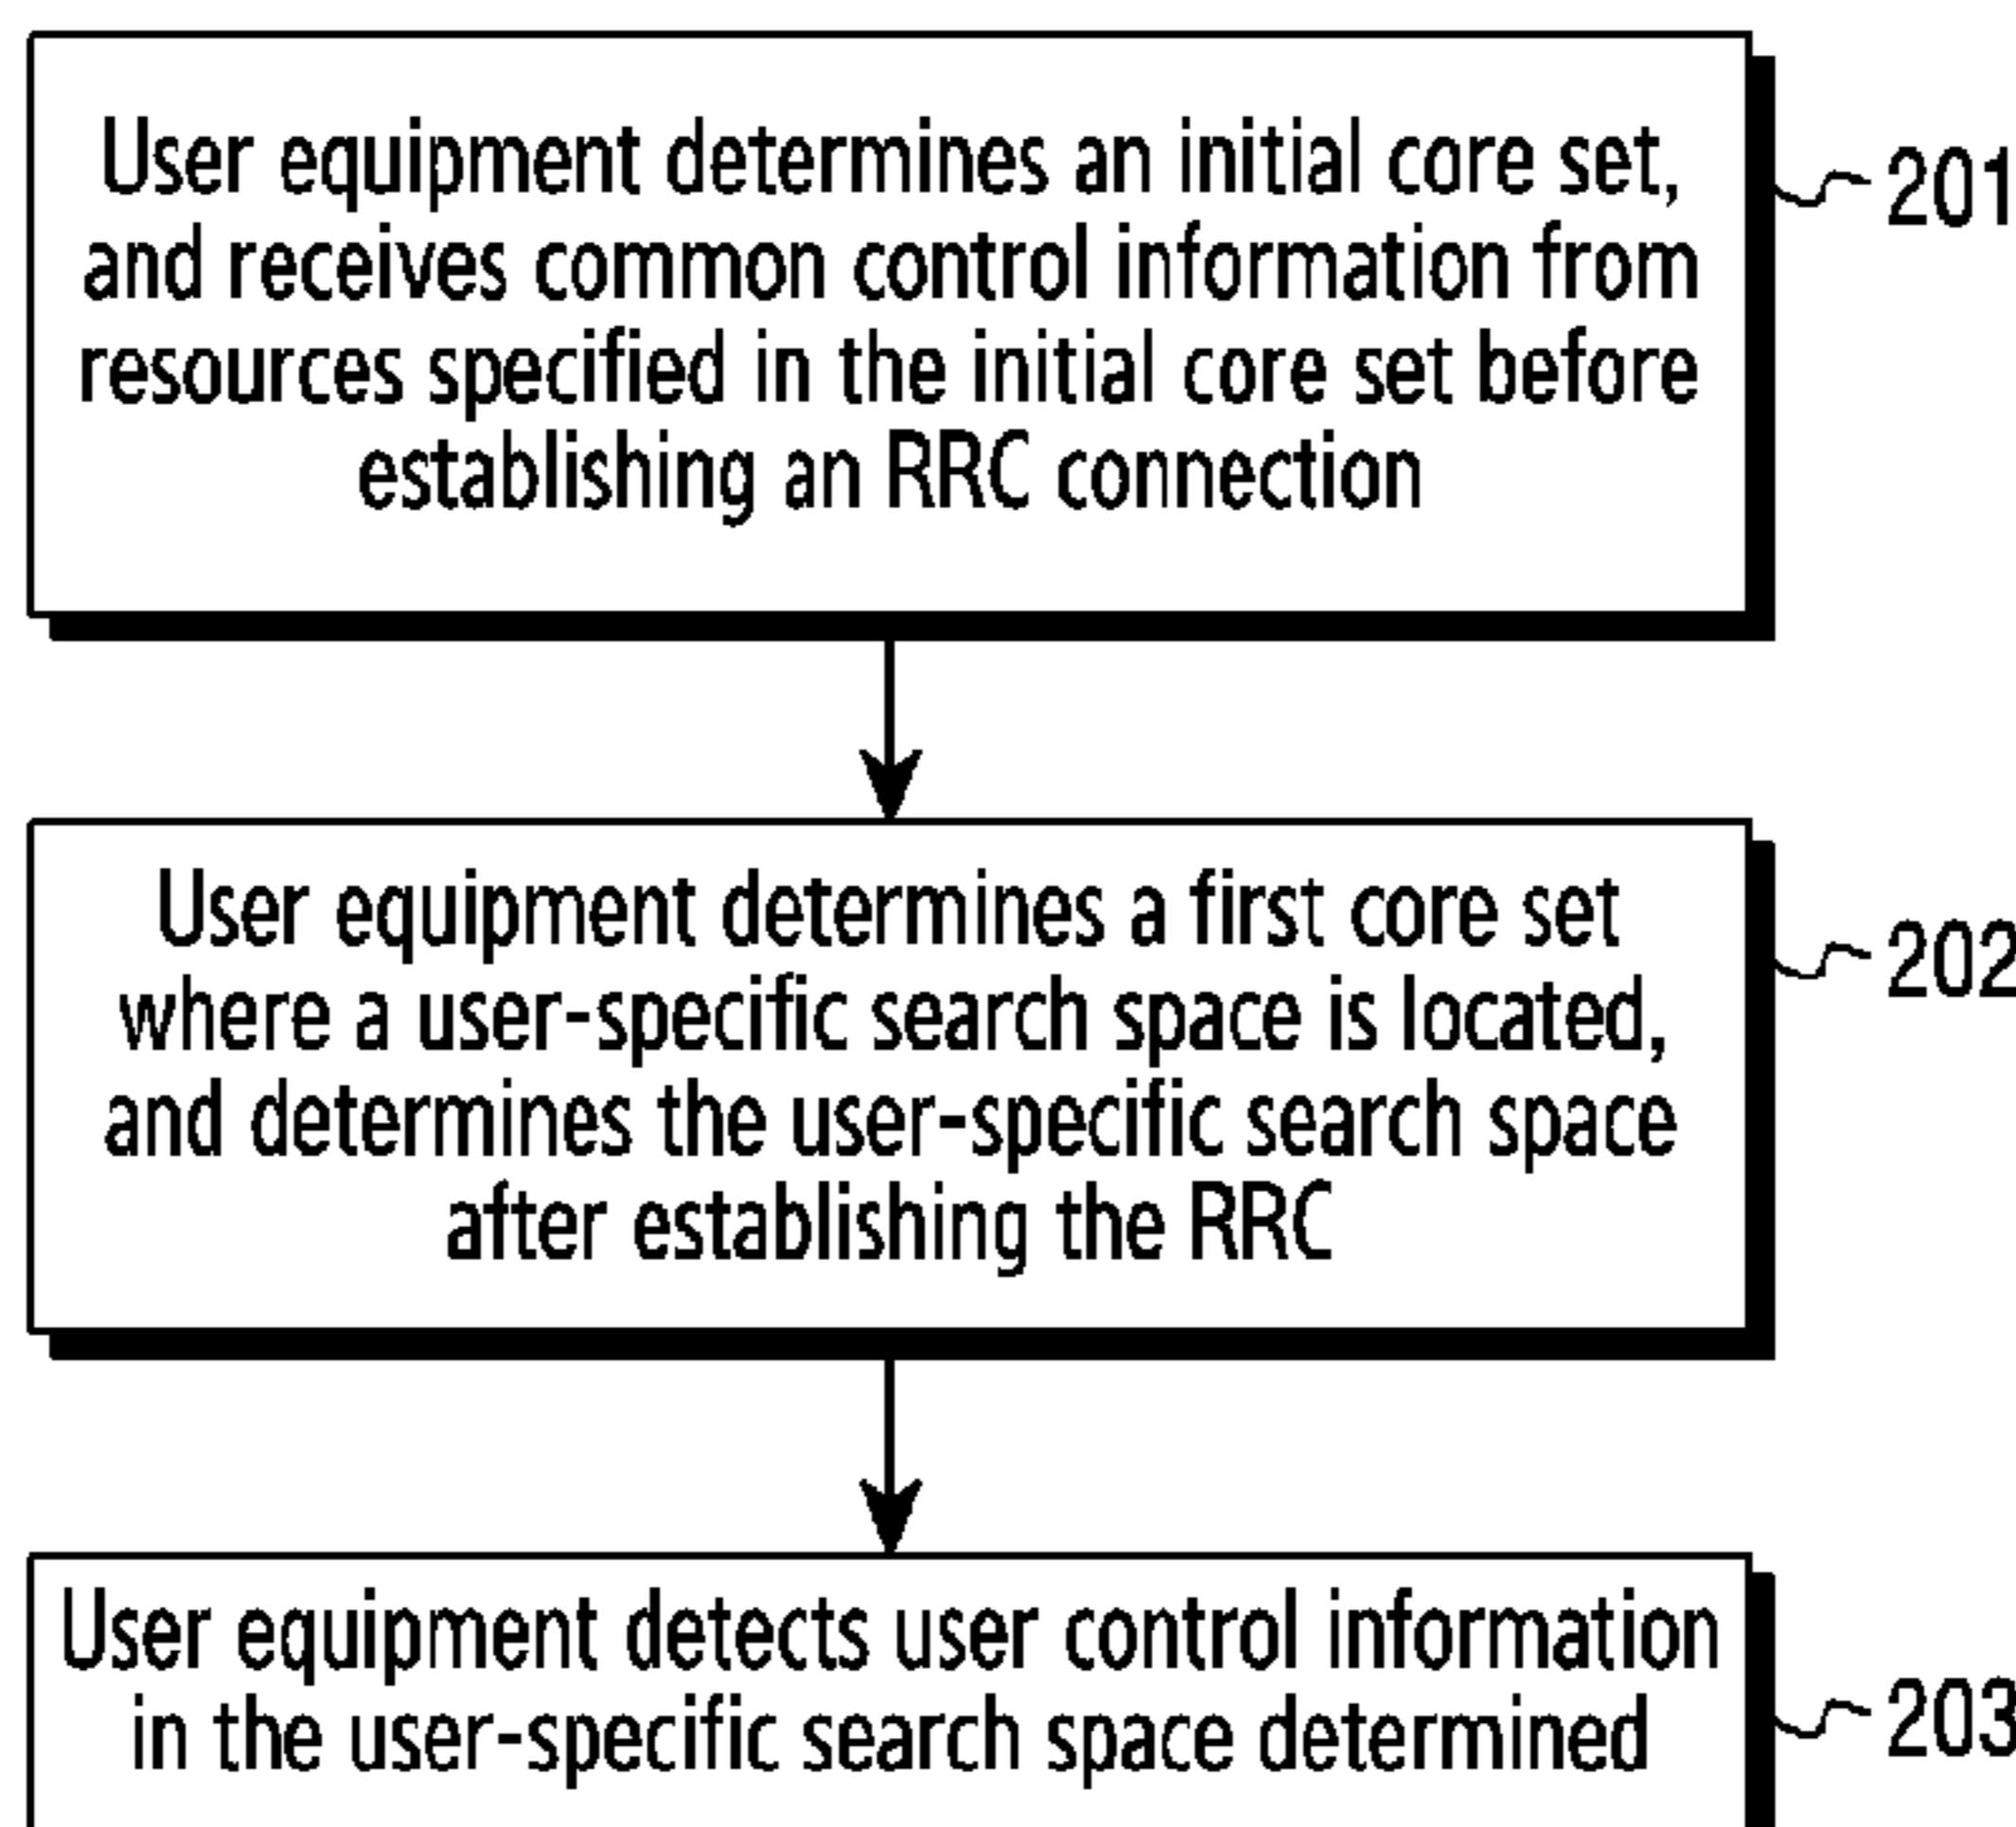 User equipment determines an initial core set,
and receives common control information from
resources specified in the initial core set before
establishing an RRC connection
201
User equipment determines a first core set
where a user-specific search space is located,
and determines the user-specific search space
after establishing the RRC
202
User equipment detects user control information
in the user-specific search space determined
203